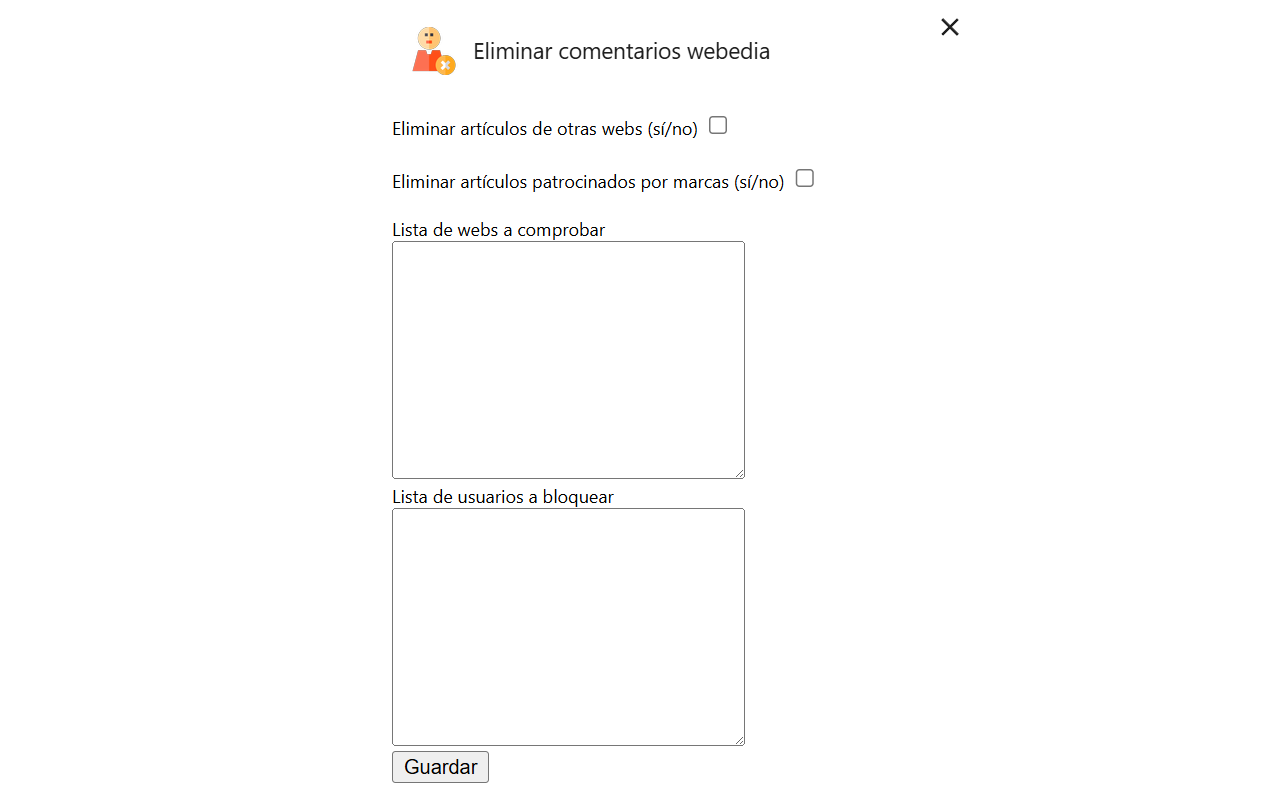 Eliminar comentarios webedia
Eliminar artículos de otras webs (sí/no)
Eliminar artículos patrocinados por marcas (sí/no)
Lista de webs a comprobar
Lista de usuarios a bloquear
Guardar